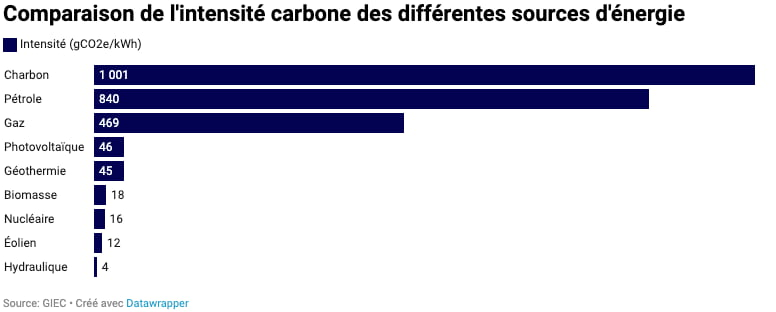 Comparaison de l'intensité carbone des différentes sources d'énergie
Intensité (gCO2e/kWh)
Charbon 1 001
Pétrole 840
Gaz 469
Photovoltaïque 46
Géothermie 45
Biomasse 18
Nucléaire 16
Éolien 12
Hydraulique 4
Source: GIEC • Créé avec Datawrapper